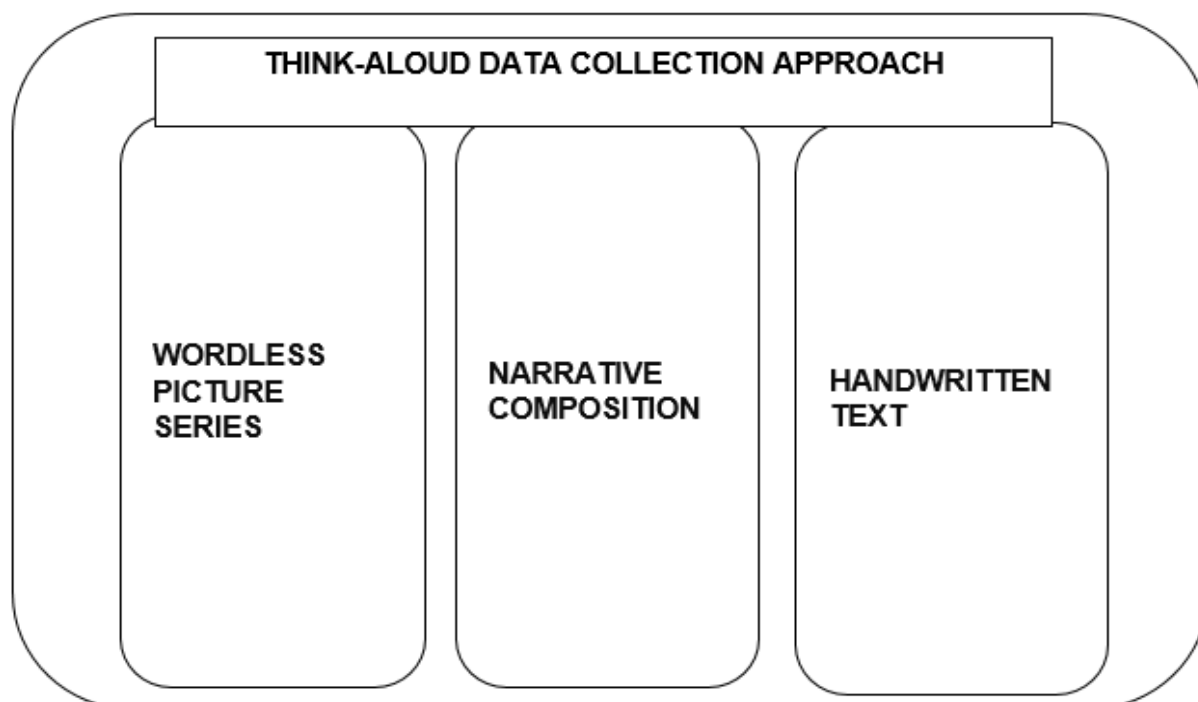 THINK-ALOUD DATA COLLECTION APPROACH
WORDLESS
PICTURE
SERIES
NARRATIVE
COMPOSITION
HANDWRITTEN
TEXT